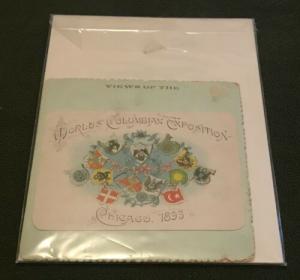 VIEWS OF THE
WORLD'S COLUMBIAN EXPOSITION
CHICAGO, 1893